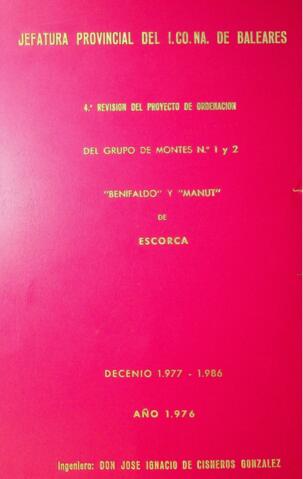 JEFATURA PROVINCIAL DEL I.CO.NA. DE BALEARES
4.ª REVISION DEL PROYECTO DE ORDENACION
DEL GRUPO DE MONTES N.º 1 y 2
"BENIFALDO" Y "MANUT"
DE
ESCORCA
DECENIO 1.977 - 1.986
AÑO 1.976
Ingeniero: DON JOSE IGNACIO DE CISNEROS GONZALEZ